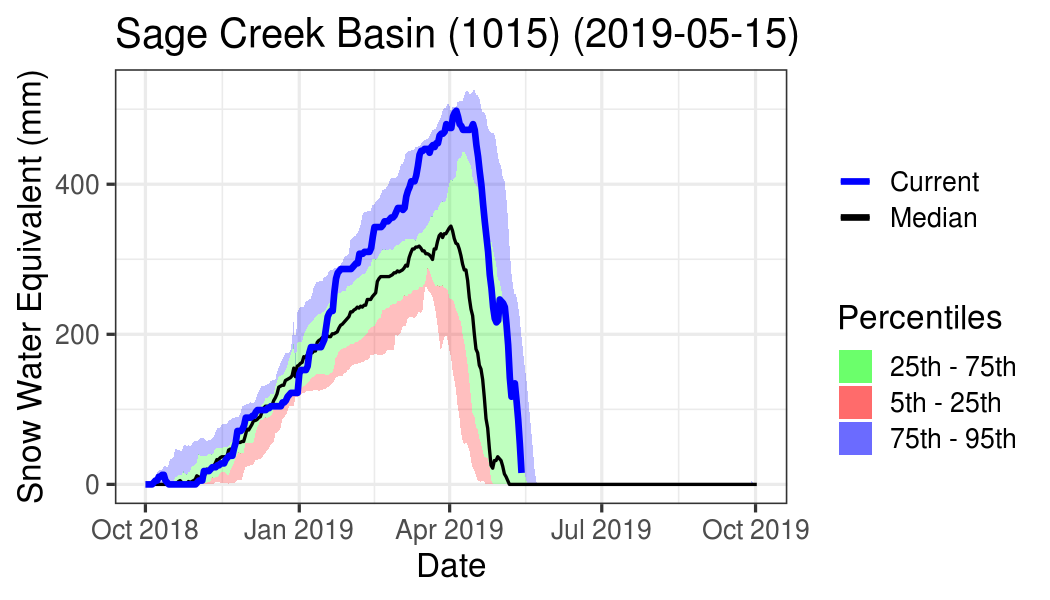 Sage Creek Basin (1015) (2019-05-15)
Snow Water Equivalent (mm)
400
200
0
Oct 2018
Jan 2019
Apr 2019
Jul 2019
Oct 2019
Date
Current
Median
Percentiles
25th - 75th
5th - 25th
75th - 95th